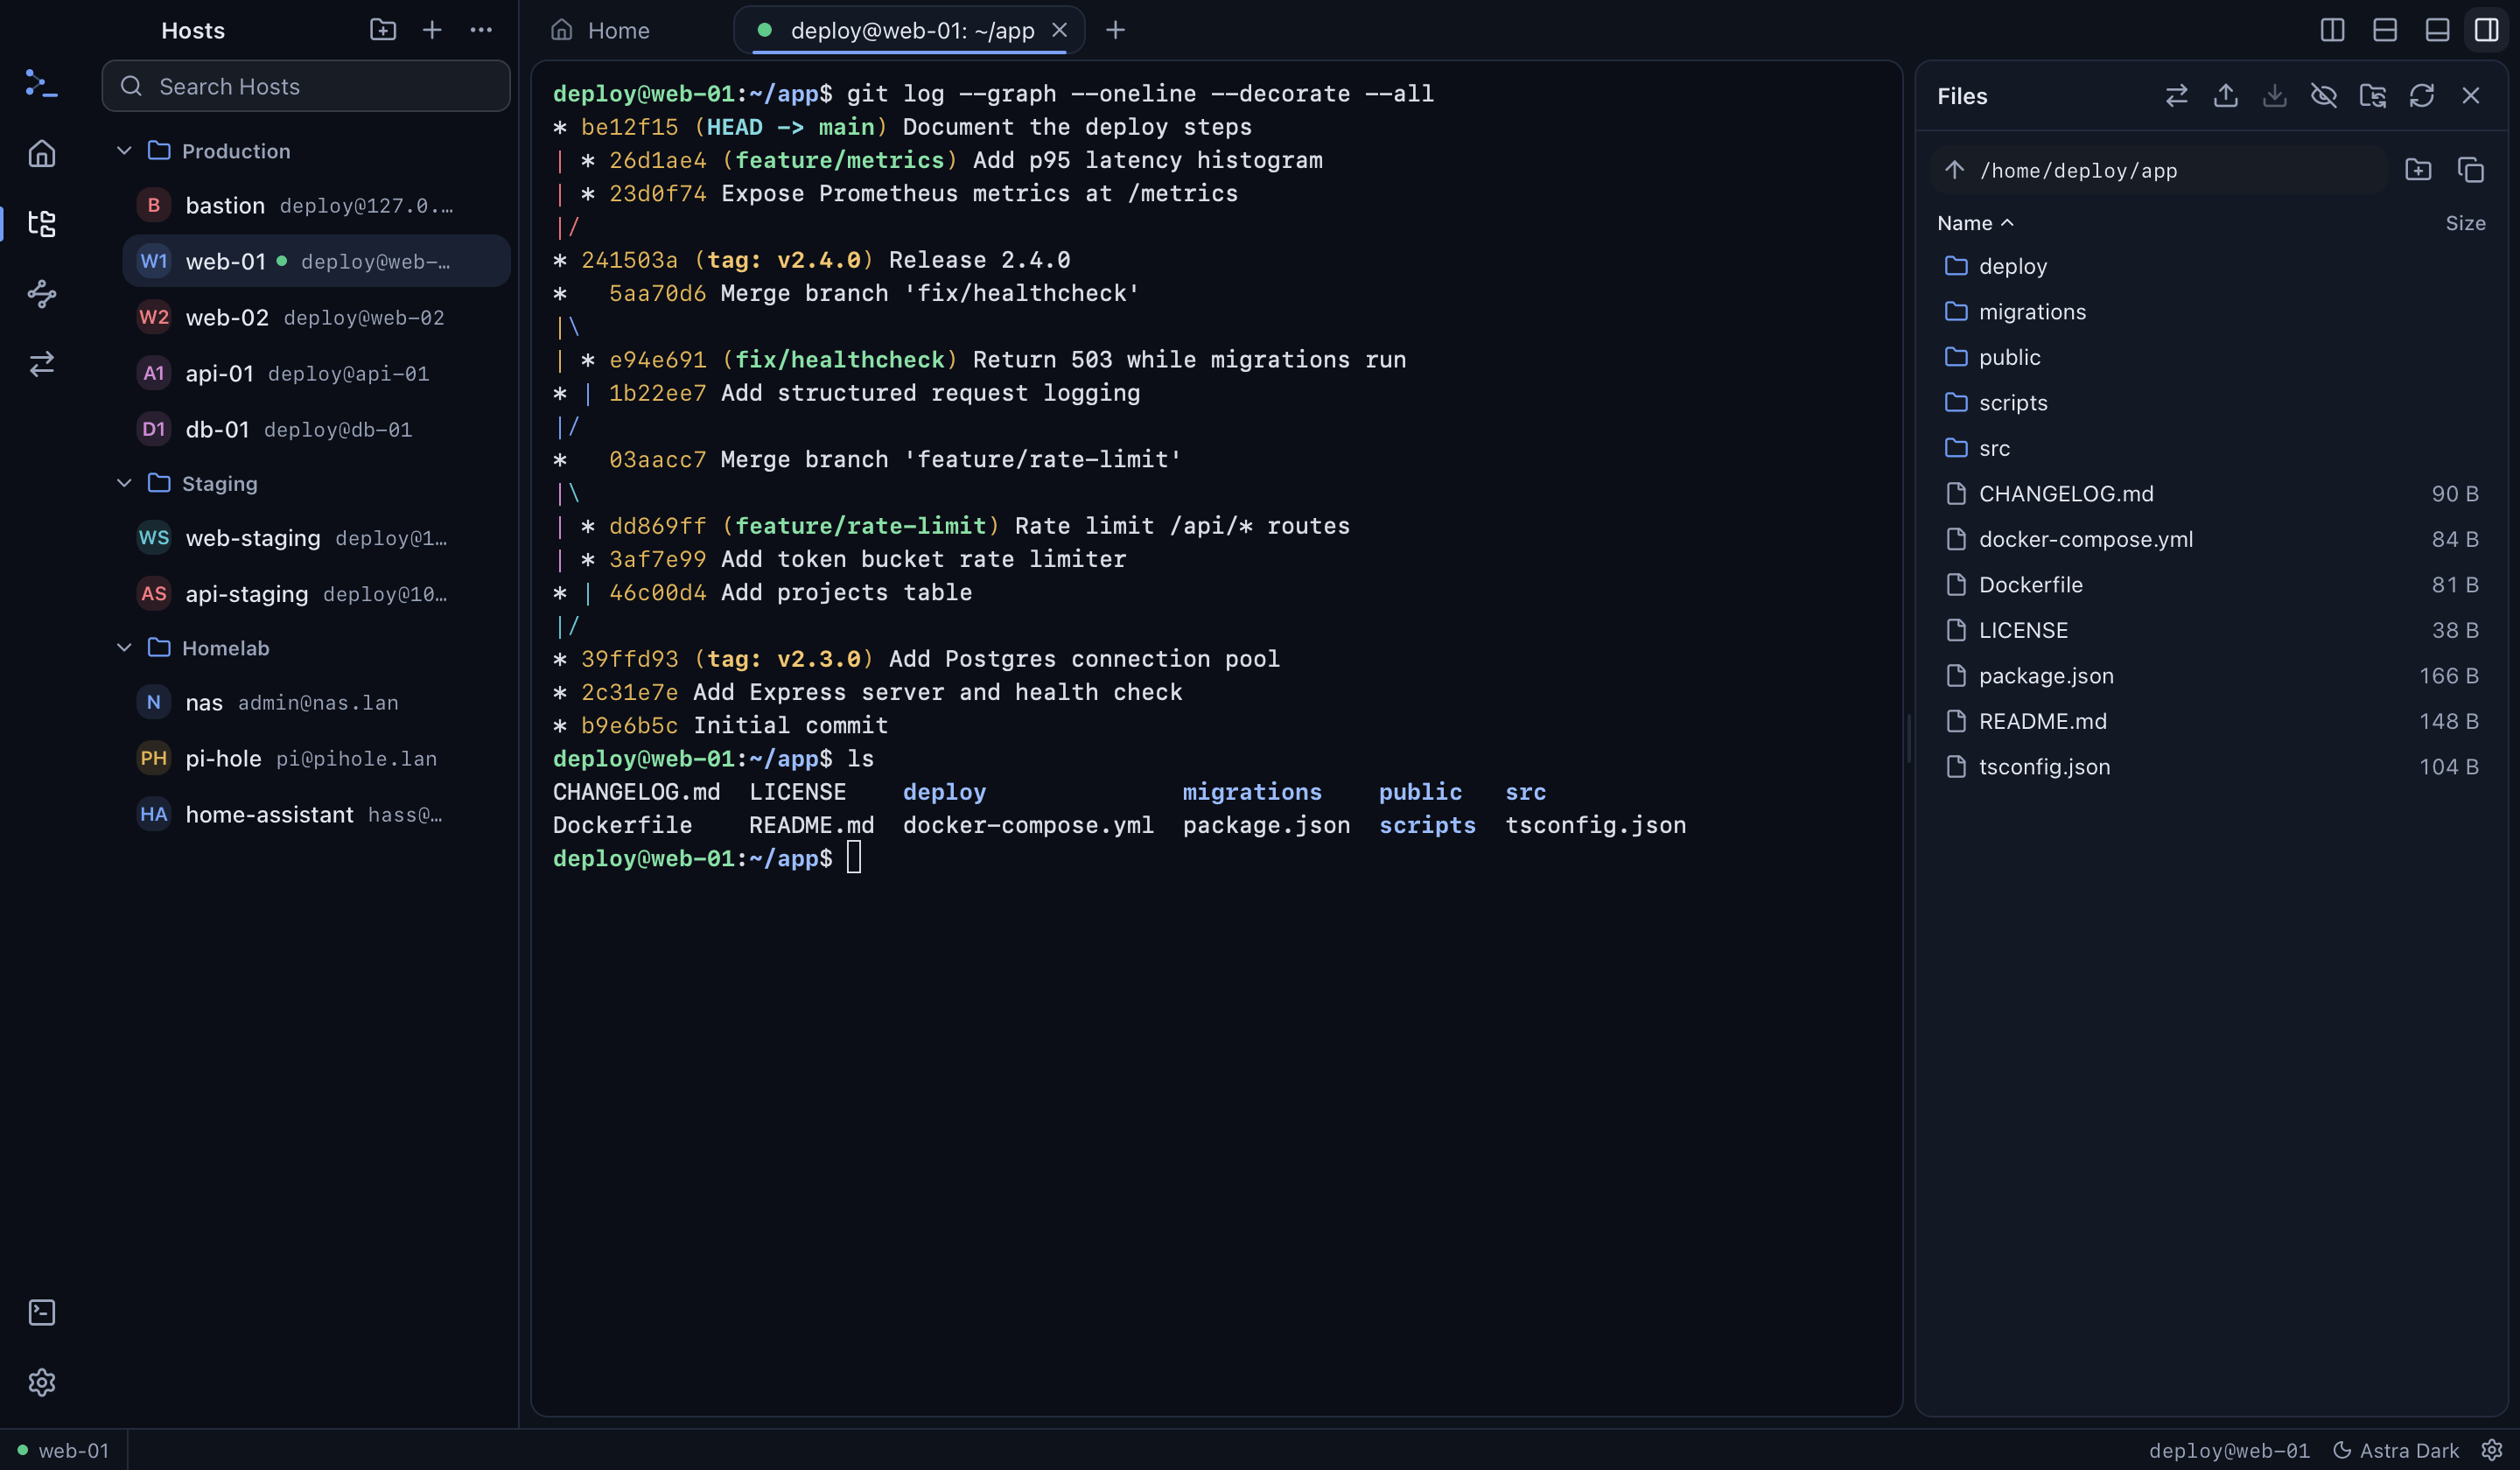 Hosts
Search Hosts
Production
B bastion deploy@127.0....
W1 web-01 deploy@web-...
W2 web-02 deploy@web-02
A1 api-01 deploy@api-01
D1 db-01 deploy@db-01
Staging
WS web-staging deploy@1...
AS api-staging deploy@10...
Homelab
N nas admin@nas.lan
PH pi-hole pi@pihole.lan
HA home-assistant hass@...
Home
deploy@web-01: ~/app
deploy@web-01:~/app$ git log --graph --oneline --decorate --all
* be12f15 (HEAD -> main) Document the deploy steps
| * 26d1ae4 (feature/metrics) Add p95 latency histogram
| * 23d0f74 Expose Prometheus metrics at /metrics
|/
* 241503a (tag: v2.4.0) Release 2.4.0
*   5aa70d6 Merge branch 'fix/healthcheck'
|\
| * e94e691 (fix/healthcheck) Return 503 while migrations run
* | 1b22ee7 Add structured request logging
|/
*   03aacc7 Merge branch 'feature/rate-limit'
|\
| * dd869ff (feature/rate-limit) Rate limit /api/* routes
| * 3af7e99 Add token bucket rate limiter
* | 46c00d4 Add projects table
|/
* 39ffd93 (tag: v2.3.0) Add Postgres connection pool
* 2c31e7e Add Express server and health check
* b9e6b5c Initial commit
deploy@web-01:~/app$ ls
CHANGELOG.md  LICENSE    deploy              migrations    public   src
Dockerfile    README.md  docker-compose.yml  package.json  scripts  tsconfig.json
deploy@web-01:~/app$
Files
/home/deploy/app
Name Size
deploy
migrations
public
scripts
src
CHANGELOG.md 90 B
docker-compose.yml 84 B
Dockerfile 81 B
LICENSE 38 B
package.json 166 B
README.md 148 B
tsconfig.json 104 B
web-01
deploy@web-01 Astra Dark